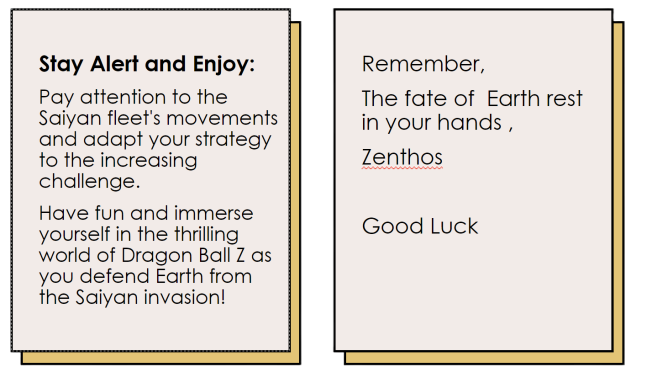 Stay Alert and Enjoy:
Pay attention to the
Saiyan fleet's movements
and adapt your strategy
to the increasing
challenge.
Have fun and immerse
yourself in the thrilling
world of Dragon Ball Z as
you defend Earth from
the Saiyan invasion!
Remember,
The fate of  Earth rest
in your hands ,
Zenthos
Good Luck